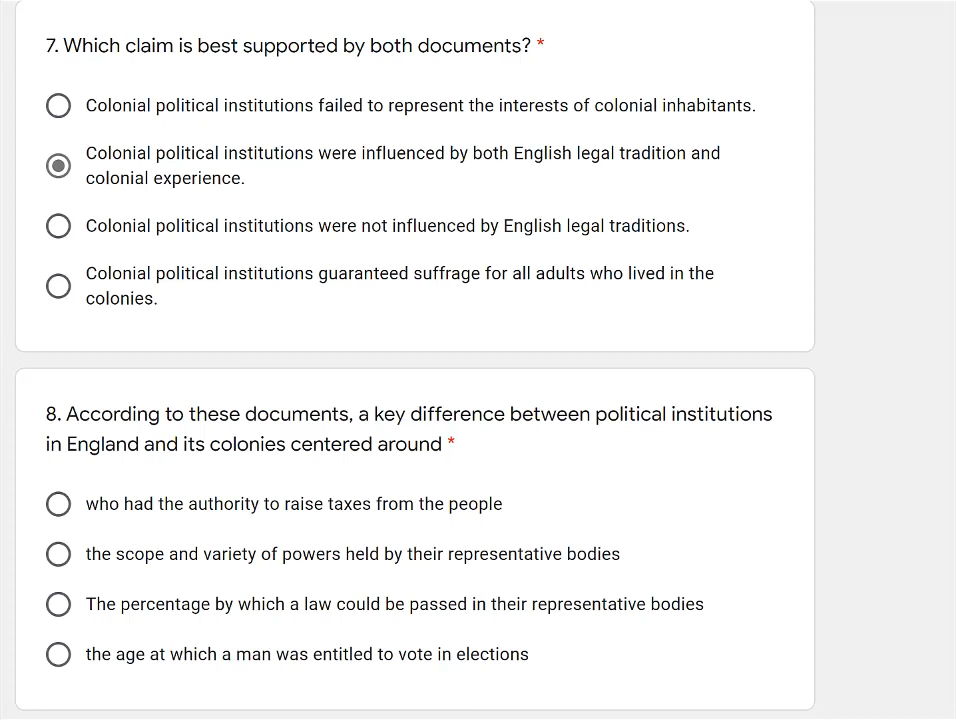 7. Which claim is best supported by both documents? *
Colonial political institutions failed to represent the interests of colonial inhabitants.
Colonial political institutions were influenced by both English legal tradition and
colonial experience.
Colonial political institutions were not influenced by English legal traditions.
Colonial political institutions guaranteed suffrage for all adults who lived in the
colonies.
8. According to these documents, a key difference between political institutions
in England and its colonies centered around *
who had the authority to raise taxes from the people
the scope and variety of powers held by their representative bodies
The percentage by which a law could be passed in their representative bodies
the age at which a man was entitled to vote in elections